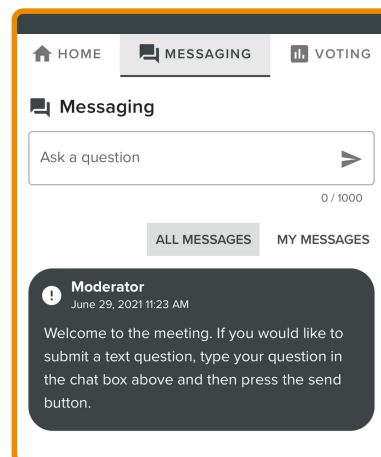 HOME MESSAGING VOTING
Messaging
Ask a question
0 / 1000
ALL MESSAGES MY MESSAGES
Moderator
June 29, 2021 11:23 AM
Welcome to the meeting. If you would like to
submit a text question, type your question in
the chat box above and then press the send
button.